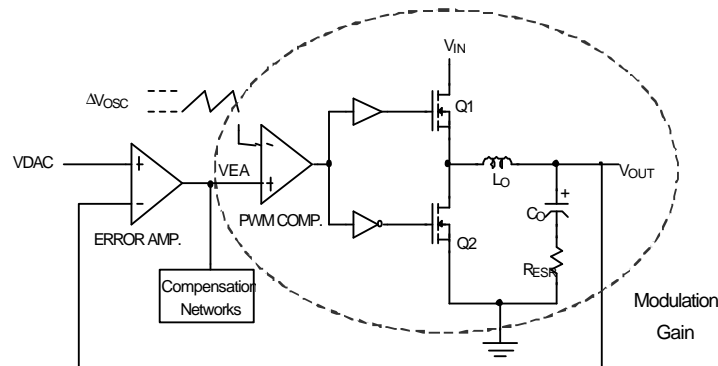 VIN
ΔVOSC
Q1
VDAC
VEA
LO
VOUT
+
-
+
-
+
ERROR AMP.
PWM COMP.
Q2
CO
RESR
Compensation
Networks
Modulation
Gain